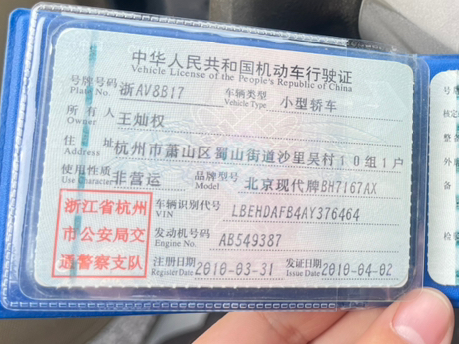 中华人民共和国机动车行驶证
Vehicle License of the People's Republic of China
号牌号码 浙AV8B17 车辆类型 小型轿车
Plate No. Vehicle Type
所有人 王灿权
Owner
住址 杭州市萧山区蜀山街道沙里吴村10组1户
Address
使用性质 非营运 品牌型号 北京现代牌BH7167AX
Use Character Model
浙江省杭州 车辆识别代号 LBEHDAFB4AY376464
VIN
市公安局交 发动机号码 AB549387
Engine No.
通警察支队 注册日期 2010-03-31 发证日期 2010-04-02
Register Date Issue Date